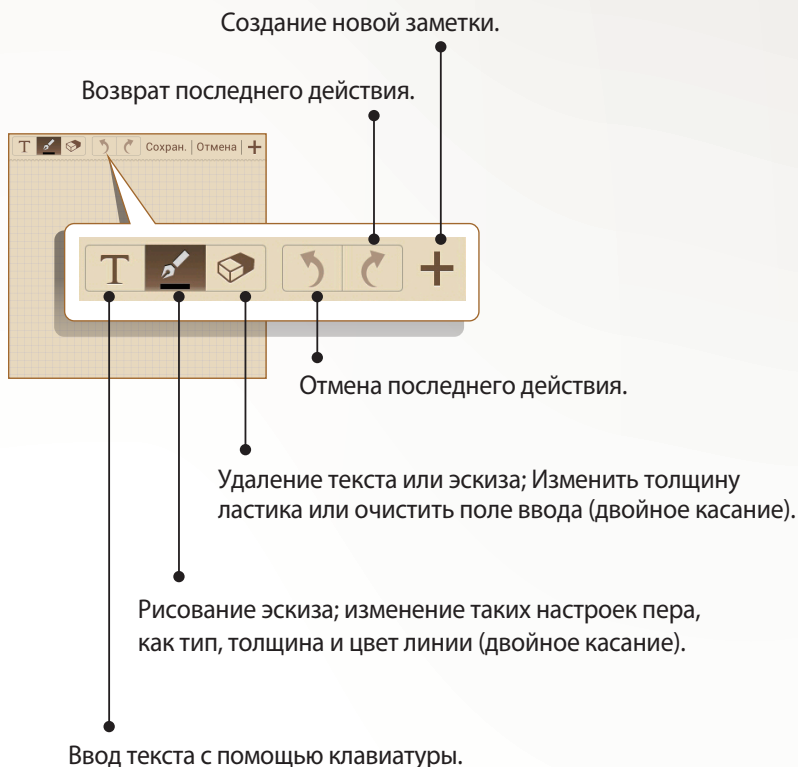 Создание новой заметки.
Возврат последнего действия.
T Сохран. | Отмена | +
T +
Отмена последнего действия.
Удаление текста или эскиза; Изменить толщину
ластика или очистить поле ввода (двойное касание).
Рисование эскиза; изменение таких настроек пера,
как тип, толщина и цвет линии (двойное касание).
Ввод текста с помощью клавиатуры.